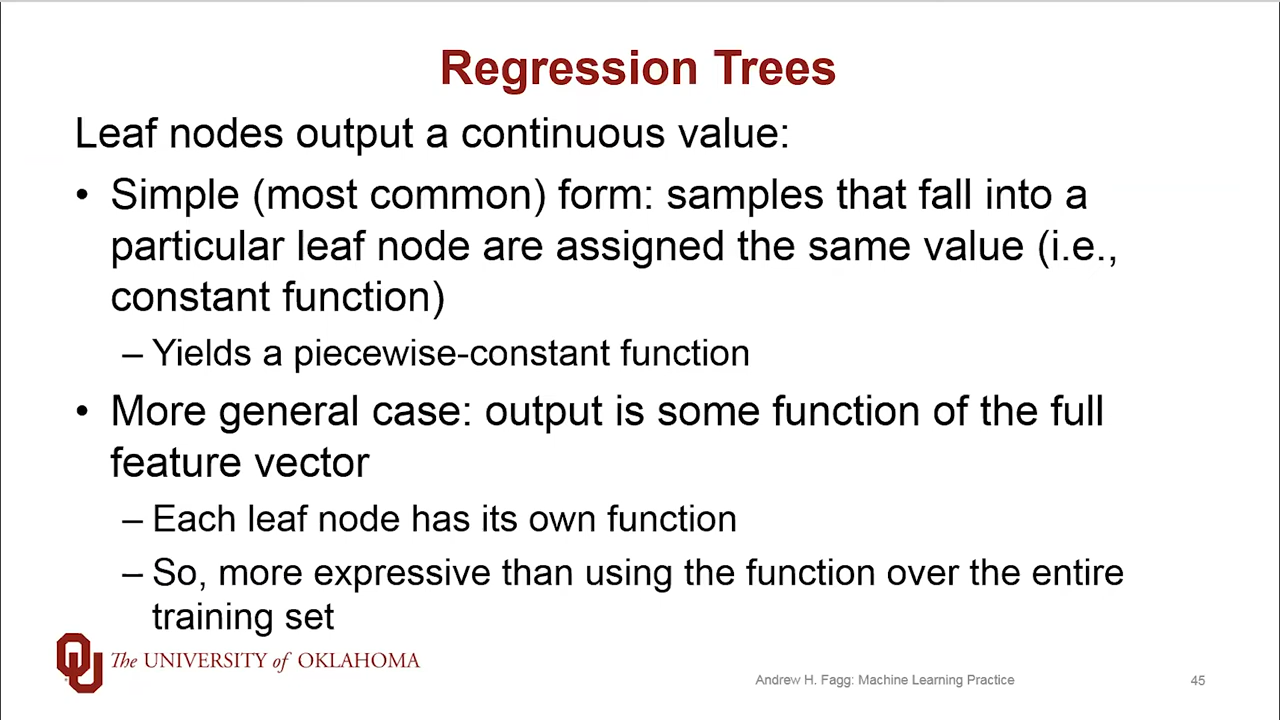 Regression Trees
Leaf nodes output a continuous value:
• Simple (most common) form: samples that fall into a
particular leaf node are assigned the same value (i.e.,
constant function)
– Yields a piecewise-constant function
• More general case: output is some function of the full
feature vector
– Each leaf node has its own function
– So, more expressive than using the function over the entire
training set
OU The UNIVERSITY of OKLAHOMA
Andrew H. Fagg: Machine Learning Practice 45